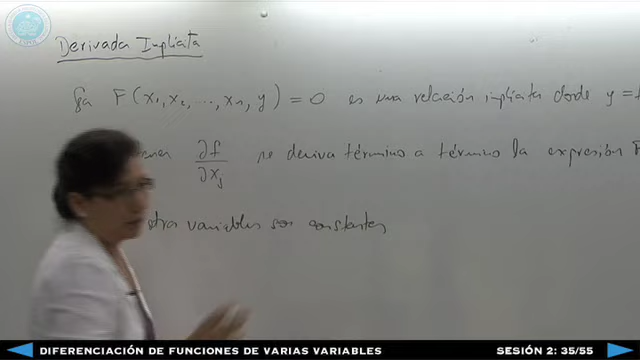 Derivada Implícita
Sea F(x₁, x₂, ..., xₙ, y) = 0 es una relación implícita donde y = f
∂f/∂xⱼ se deriva término a término la expresión F
otras variables son constantes
DIFERENCIACIÓN DE FUNCIONES DE VARIAS VARIABLES
SESIÓN 2: 35/55